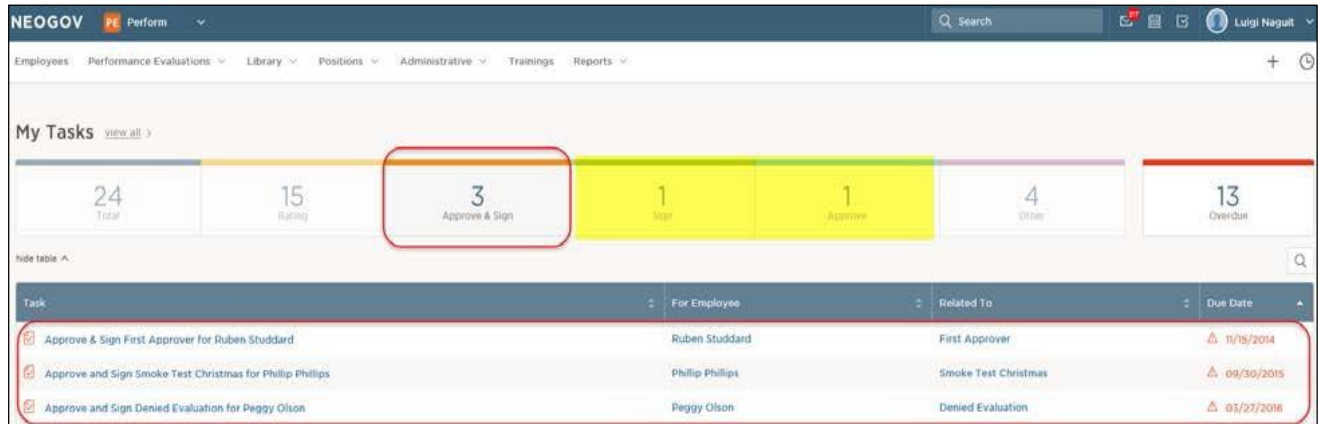 NEOGOV PE Perform Search 217 Luigi Naguit
Employees Performance Evaluations Library Positions Administrative Trainings Reports
My Tasks view all >
24 15 3 1 1 4 13
Total Rating Approve & Sign Sign Approve Other Overdue
hide table
Task For Employee Related To Due Date
Approve & Sign First Approver for Ruben Studdard Ruben Studdard First Approver 11/15/2014
Approve and Sign Smoke Test Christmas for Phillip Phillips Phillip Phillips Smoke Test Christmas 09/30/2015
Approve and Sign Denied Evaluation for Peggy Olson Peggy Olson Denied Evaluation 03/27/2016